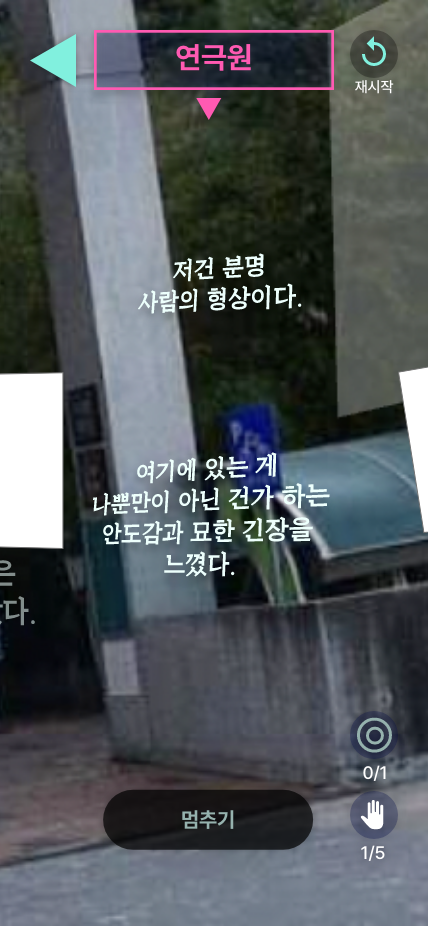 연극원
재시작
저건 분명
사람의 형상이다.
여기에 있는 게
나뿐만이 아닌 건가 하는
안도감과 묘한 긴장을
느꼈다.
은
다.
0/1
멈추기
1/5